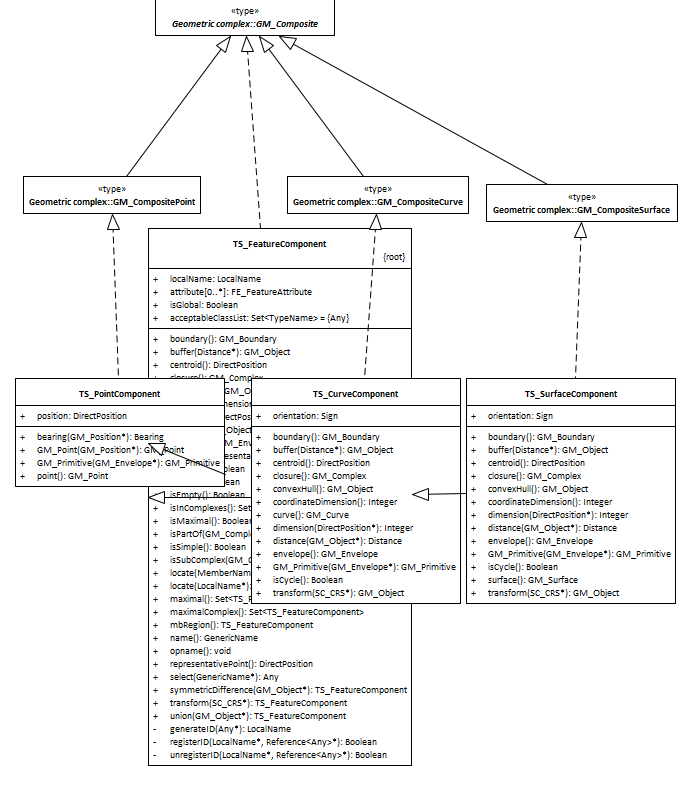 «type»
Geometric complex::GM_Composite
«type»
Geometric complex::GM_CompositePoint
«type»
Geometric complex::GM_CompositeCurve
«type»
Geometric complex::GM_CompositeSurface
TS_FeatureComponent
{root}
+ localName: LocalName
+ attribute[0..*]: FE_FeatureAttribute
+ isGlobal: Boolean
+ acceptableClassList: Set<TypeName> = {Any}
+ boundary(): GM_Boundary
+ buffer(Distance*): GM_Object
+ centroid(): DirectPosition
TS_PointComponent
+ position: DirectPosition
+ bearing(GM_Position*): Bearing
+ GM_Point(GM_Position*): GM_Point
+ GM_Primitive(GM_Envelope*): GM_Primitive
+ point(): GM_Point
+ isEmpty(): Boolean
+ isInComplexes(): Set
+ isMaximal(): Boolean
+ isPartOf(GM_Compl
+ isSimple(): Boolean
+ isSubComplex(GM_C
+ locate(MemberNam
+ locate(LocalName*)
+ maximal(): Set<TS_F
+ maximalComplex(): Set<TS_FeatureComponent>
+ mbRegion(): TS_FeatureComponent
+ name(): GenericName
+ opname(): void
+ representativePoint(): DirectPosition
+ select(GenericName*): Any
+ symmetricDifference(GM_Object*): TS_FeatureComponent
+ transform(SC_CRS*): TS_FeatureComponent
+ union(GM_Object*): TS_FeatureComponent
- generateID(Any*): LocalName
- registerID(LocalName*, Reference<Any>*): Boolean
- unregisterID(LocalName*, Reference<Any>*): Boolean
TS_CurveComponent
+ orientation: Sign
+ boundary(): GM_Boundary
+ buffer(Distance*): GM_Object
+ centroid(): DirectPosition
+ closure(): GM_Complex
+ convexHull(): GM_Object
+ coordinateDimension(): Integer
+ curve(): GM_Curve
+ dimension(DirectPosition*): Integer
+ distance(GM_Object*): Distance
+ envelope(): GM_Envelope
+ GM_Primitive(GM_Envelope*): GM_Primitive
+ isCycle(): Boolean
+ transform(SC_CRS*): GM_Object
TS_SurfaceComponent
+ orientation: Sign
+ boundary(): GM_Boundary
+ buffer(Distance*): GM_Object
+ centroid(): DirectPosition
+ closure(): GM_Complex
+ convexHull(): GM_Object
+ coordinateDimension(): Integer
+ dimension(DirectPosition*): Integer
+ distance(GM_Object*): Distance
+ envelope(): GM_Envelope
+ GM_Primitive(GM_Envelope*): GM_Primitive
+ isCycle(): Boolean
+ surface(): GM_Surface
+ transform(SC_CRS*): GM_Object